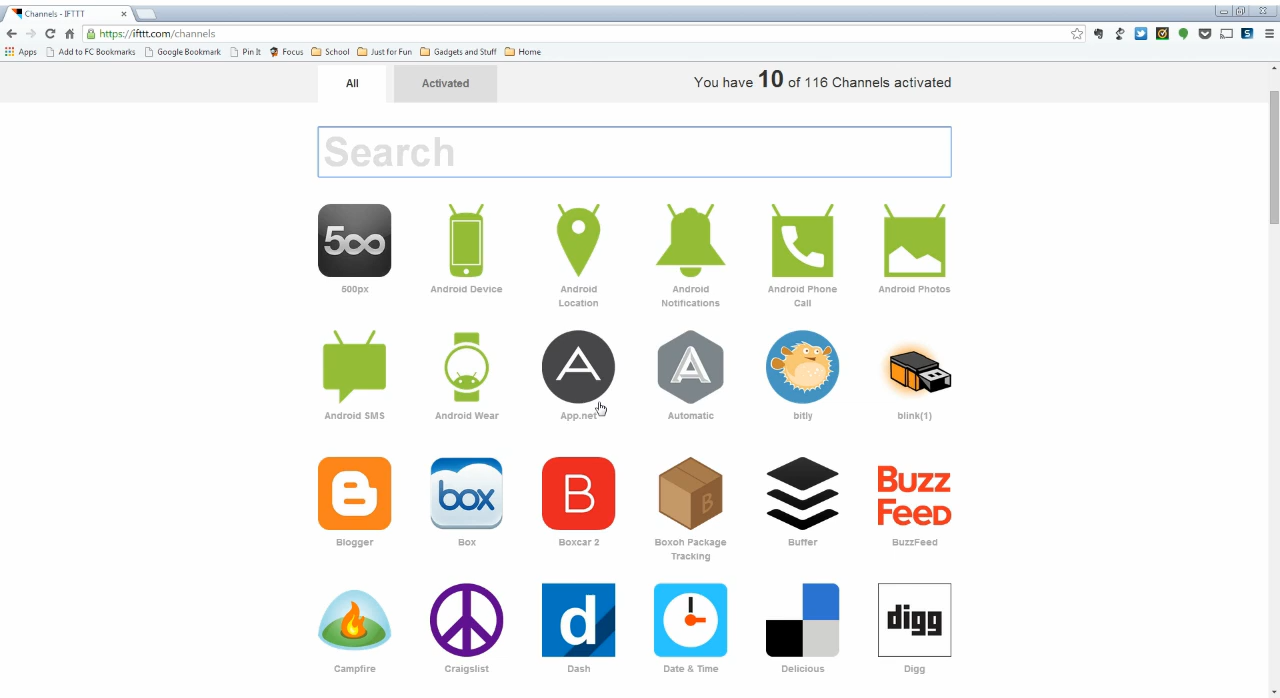 Channels - IFTTT
https://ifttt.com/channels
Apps Add to FC Bookmarks Google Bookmark Pin It Focus School Just for Fun Gadgets and Stuff Home
All Activated You have 10 of 116 Channels activated
Search
500
500px Android Device Android Location Android Notifications Android Phone Call Android Photos
A A
Android SMS Android Wear App.net Automatic bitly blink(1)
B box B B BuzzFeed
Blogger Box Boxcar 2 Boxoh Package Tracking Buffer BuzzFeed
d digg
Campfire Craigslist Dash Date & Time Delicious Digg